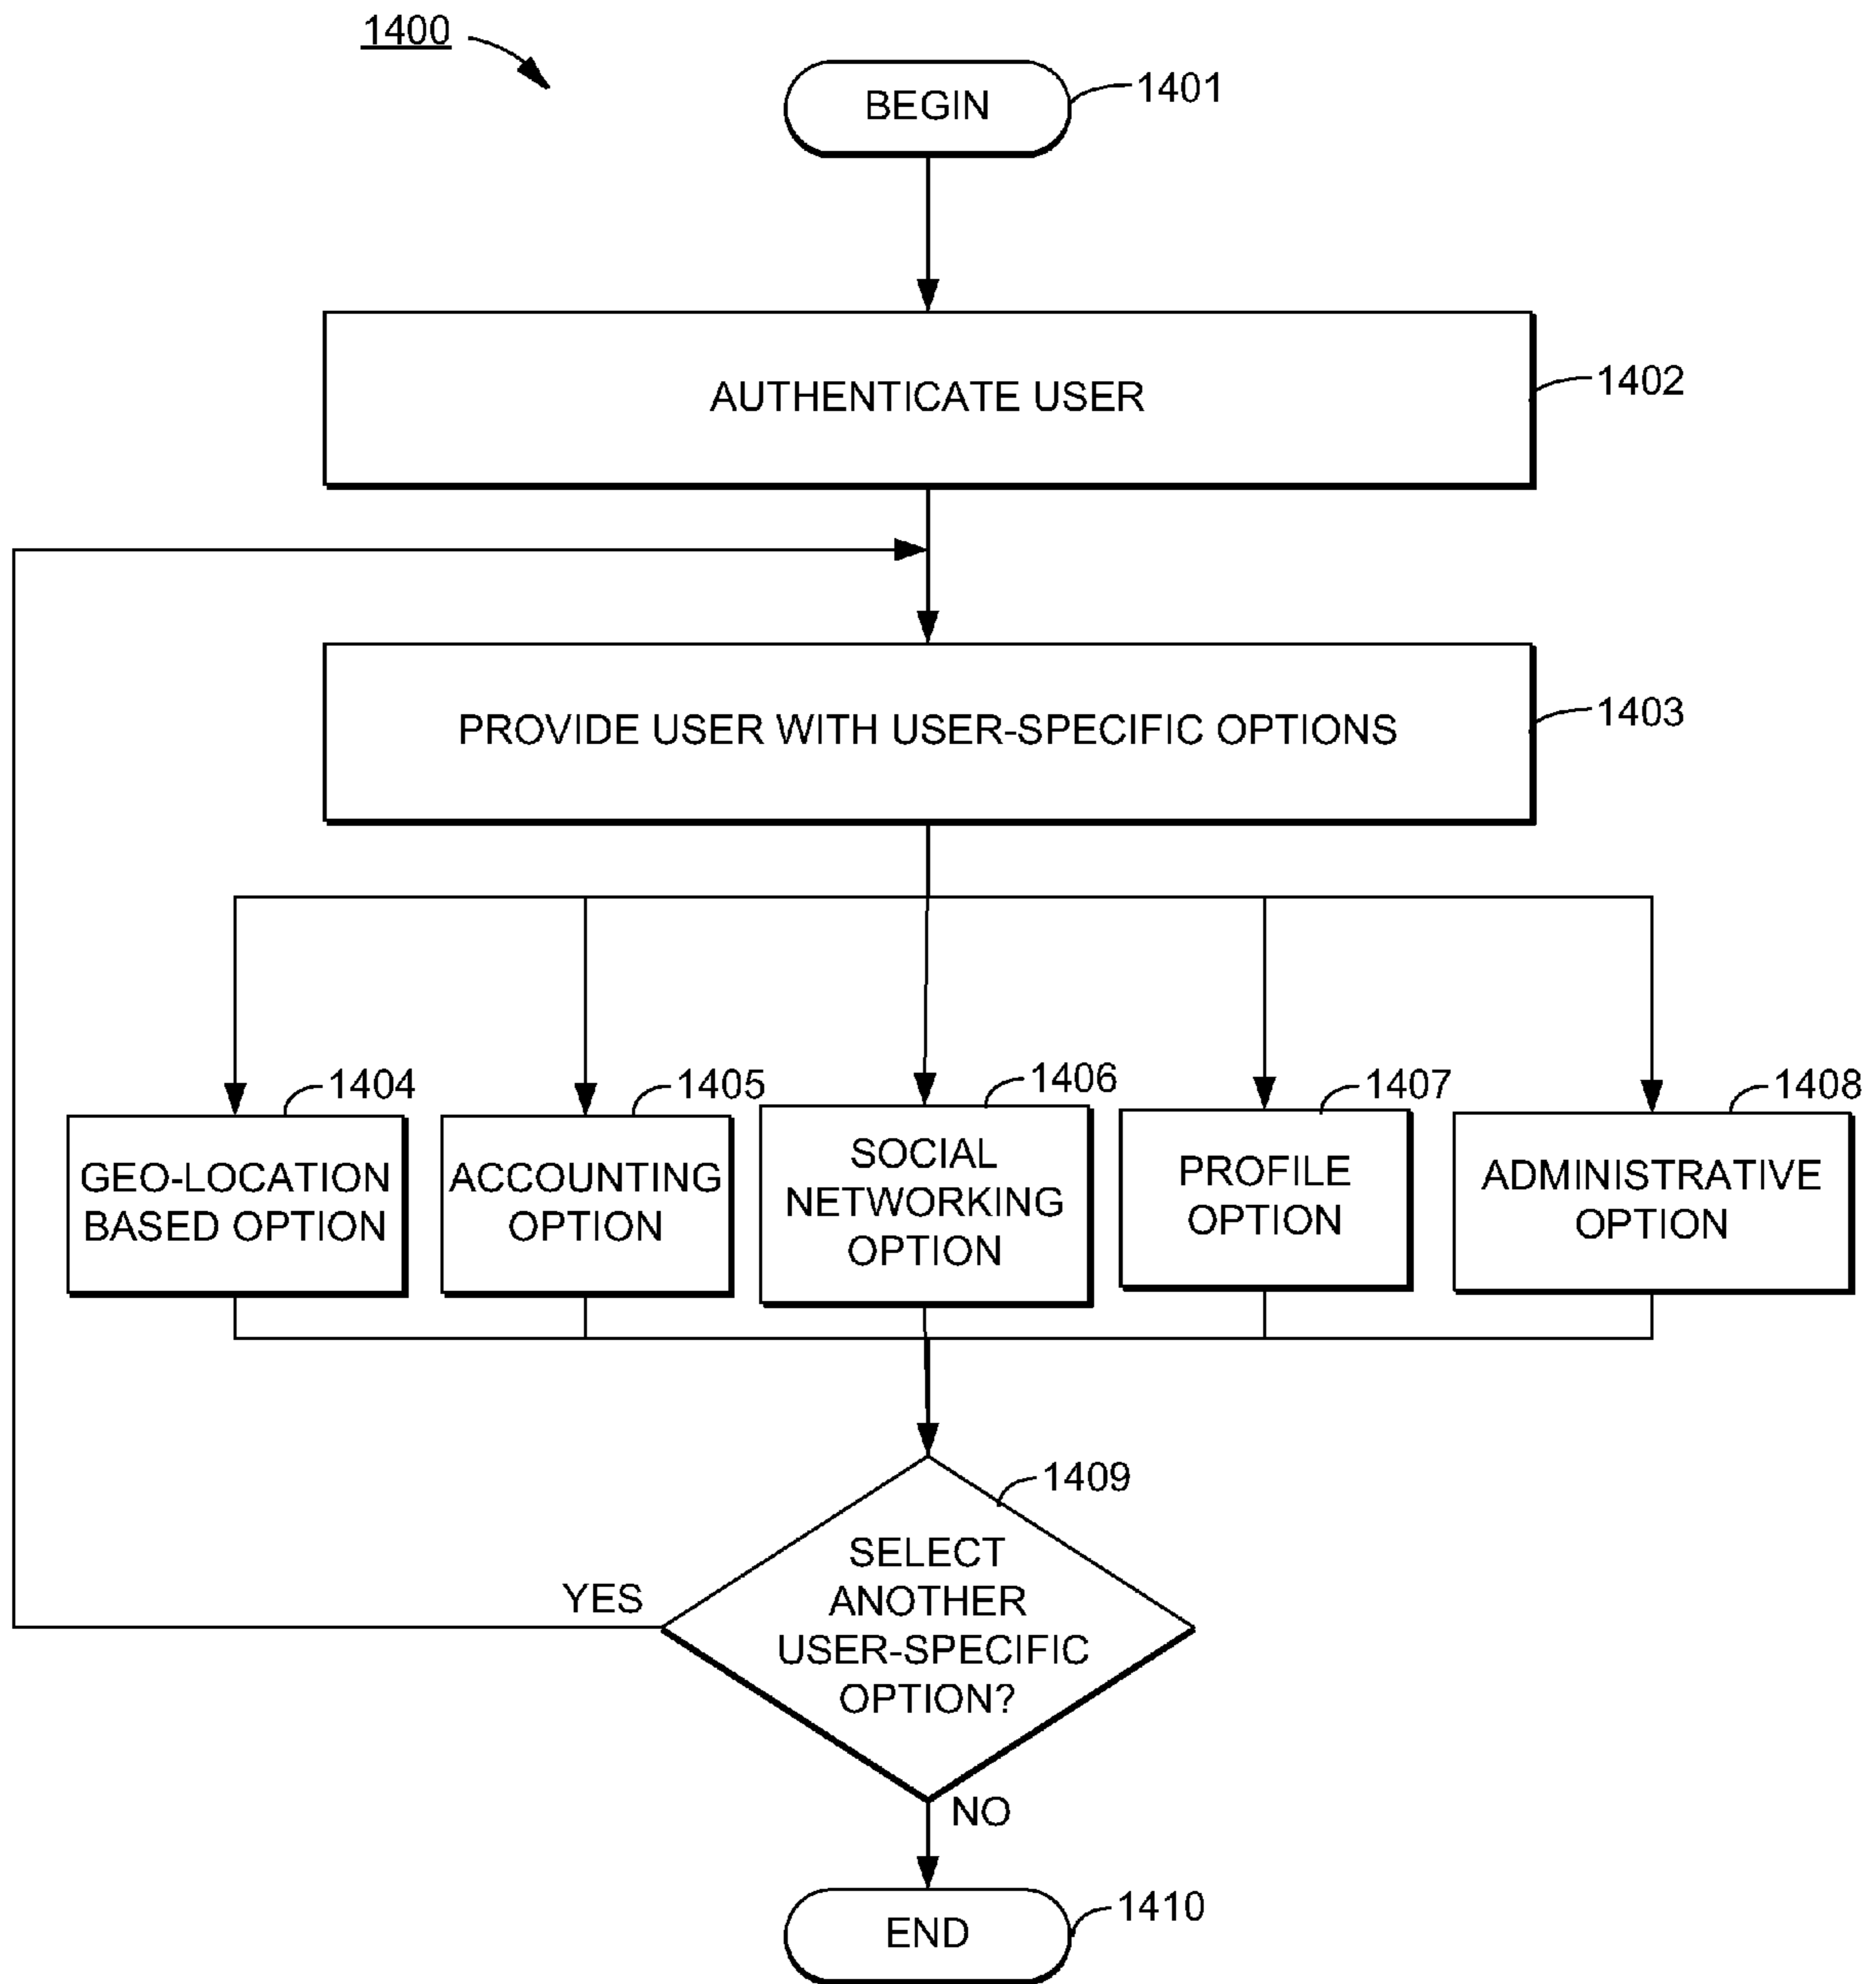 1400
BEGIN
1401
AUTHENTICATE USER
1402
PROVIDE USER WITH USER-SPECIFIC OPTIONS
1403
1404
GEO-LOCATION
BASED OPTION
1405
ACCOUNTING
OPTION
1406
SOCIAL
NETWORKING
OPTION
1407
PROFILE
OPTION
1408
ADMINISTRATIVE
OPTION
1409
SELECT
ANOTHER
USER-SPECIFIC
OPTION?
YES
NO
END
1410